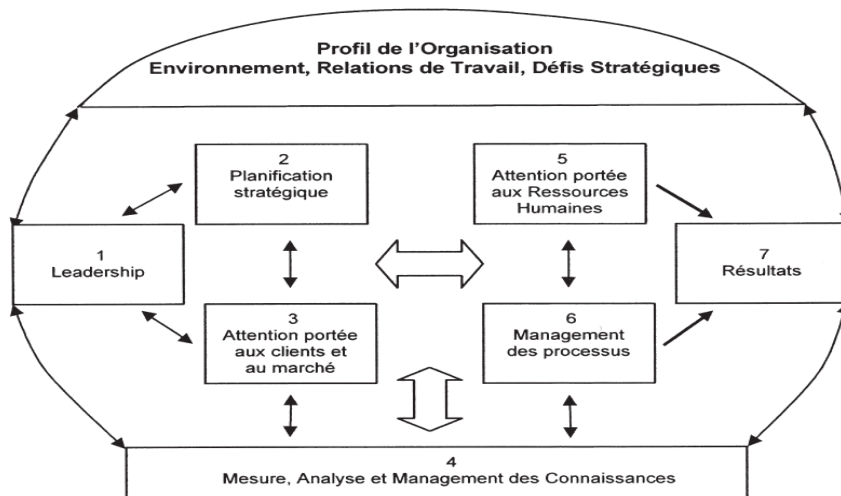 Profil de l'Organisation
Environnement, Relations de Travail, Défis Stratégiques
2
Planification
stratégique
5
Attention portée
aux Ressources
Humaines
1
Leadership
7
Résultats
3
Attention portée
aux clients et
au marché
6
Management
des processus
4
Mesure, Analyse et Management des Connaissances